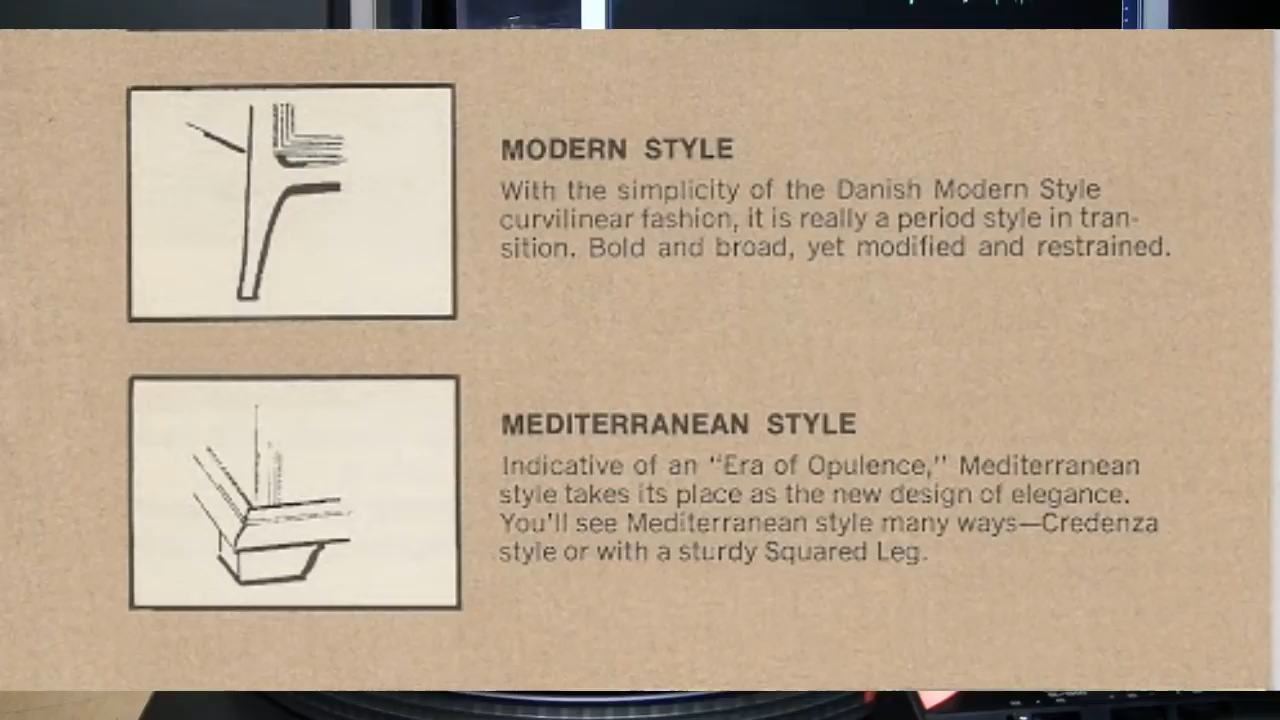 MODERN STYLE
With the simplicity of the Danish Modern Style
curvilinear fashion, it is really a period style in tran-
sition. Bold and broad, yet modified and restrained.
MEDITERRANEAN STYLE
Indicative of an “Era of Opulence,” Mediterranean
style takes its place as the new design of elegance.
You'll see Mediterranean style many ways—Credenza
style or with a sturdy Squared Leg.